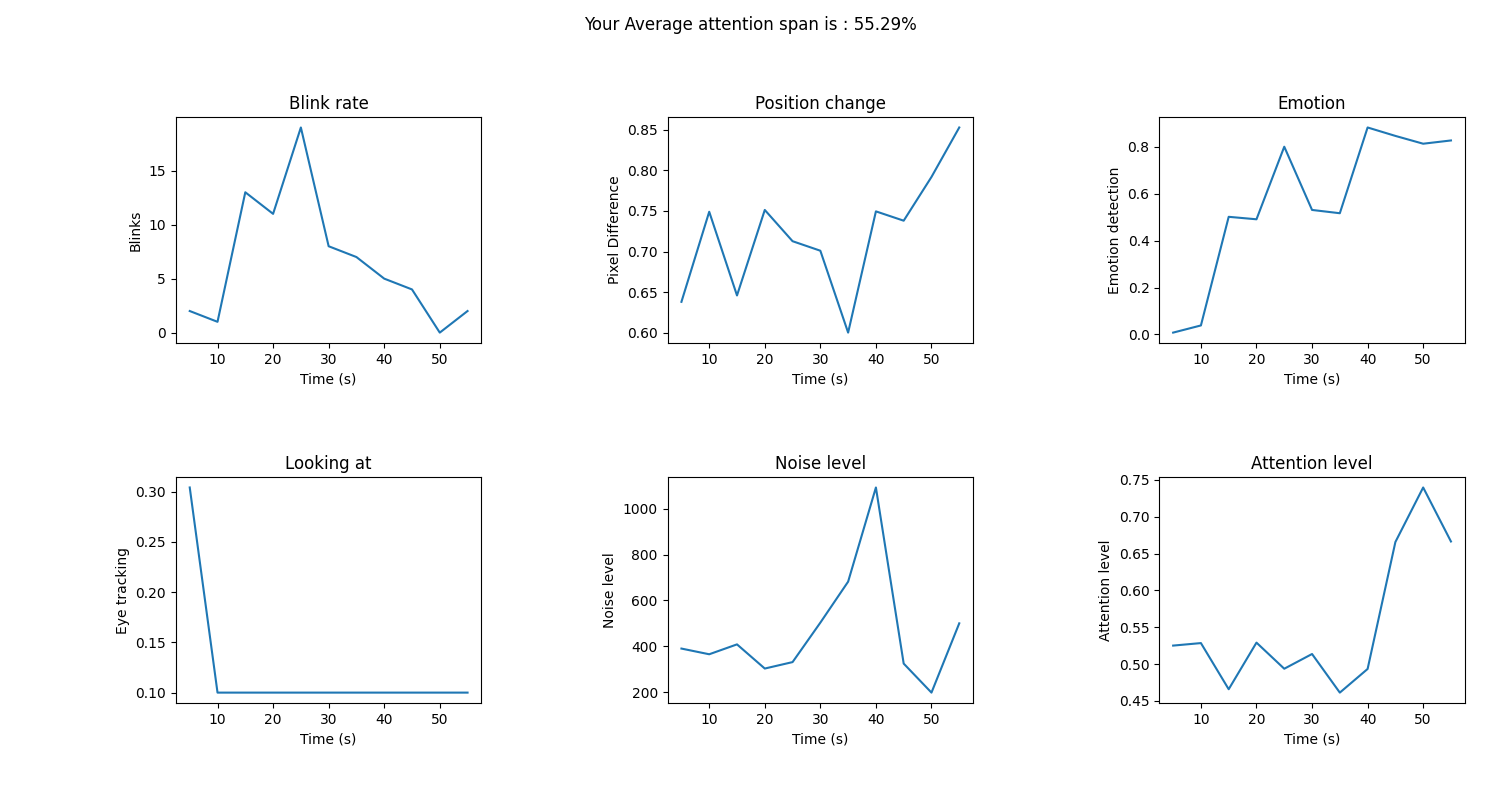 Your Average attention span is : 55.29%
Blink rate
Blinks
15
10
5
0
10 20 30 40 50
Time (s)
Position change
Pixel Difference
0.85
0.80
0.75
0.70
0.65
0.60
10 20 30 40 50
Time (s)
Emotion
Emotion detection
0.8
0.6
0.4
0.2
0.0
10 20 30 40 50
Time (s)
Looking at
Eye tracking
0.30
0.25
0.20
0.15
0.10
10 20 30 40 50
Time (s)
Noise level
Noise level
1000
800
600
400
200
10 20 30 40 50
Time (s)
Attention level
Attention level
0.75
0.70
0.65
0.60
0.55
0.50
0.45
10 20 30 40 50
Time (s)